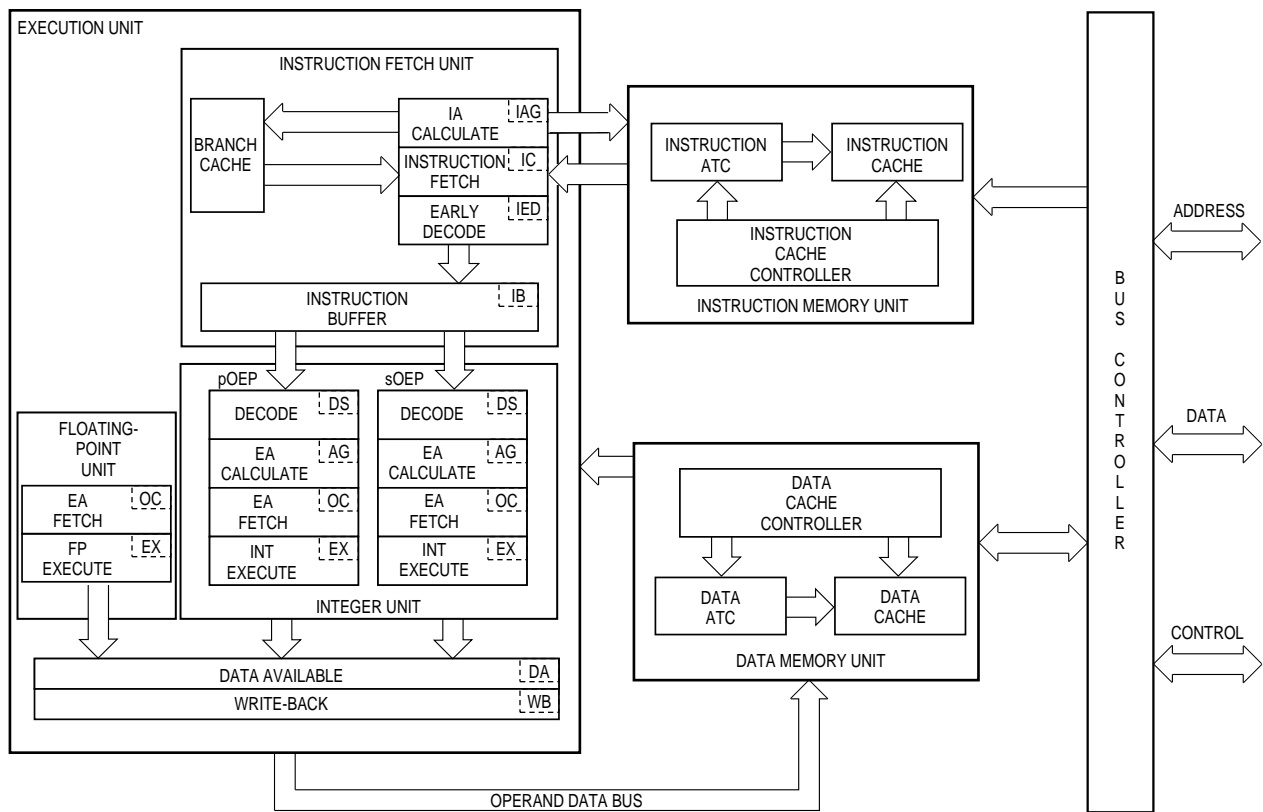 EXECUTION UNIT
INSTRUCTION FETCH UNIT
BRANCH
CACHE
IA
CALCULATE
IAG
INSTRUCTION
FETCH
IC
EARLY
DECODE
IED
INSTRUCTION
BUFFER
IB
pOEP
sOEP
DECODE
DS
EA
CALCULATE
AG
EA
FETCH
OC
INT
EXECUTE
EX
DECODE
DS
EA
CALCULATE
AG
EA
FETCH
OC
INT
EXECUTE
EX
INTEGER UNIT
FLOATING-
POINT
UNIT
EA
FETCH
OC
FP
EXECUTE
EX
DATA AVAILABLE
DA
WRITE-BACK
WB
INSTRUCTION
ATC
INSTRUCTION
CACHE
INSTRUCTION
CACHE
CONTROLLER
INSTRUCTION MEMORY UNIT
DATA
CACHE
CONTROLLER
DATA
ATC
DATA
CACHE
DATA MEMORY UNIT
OPERAND DATA BUS
BUS CONTROLLER
ADDRESS
DATA
CONTROL